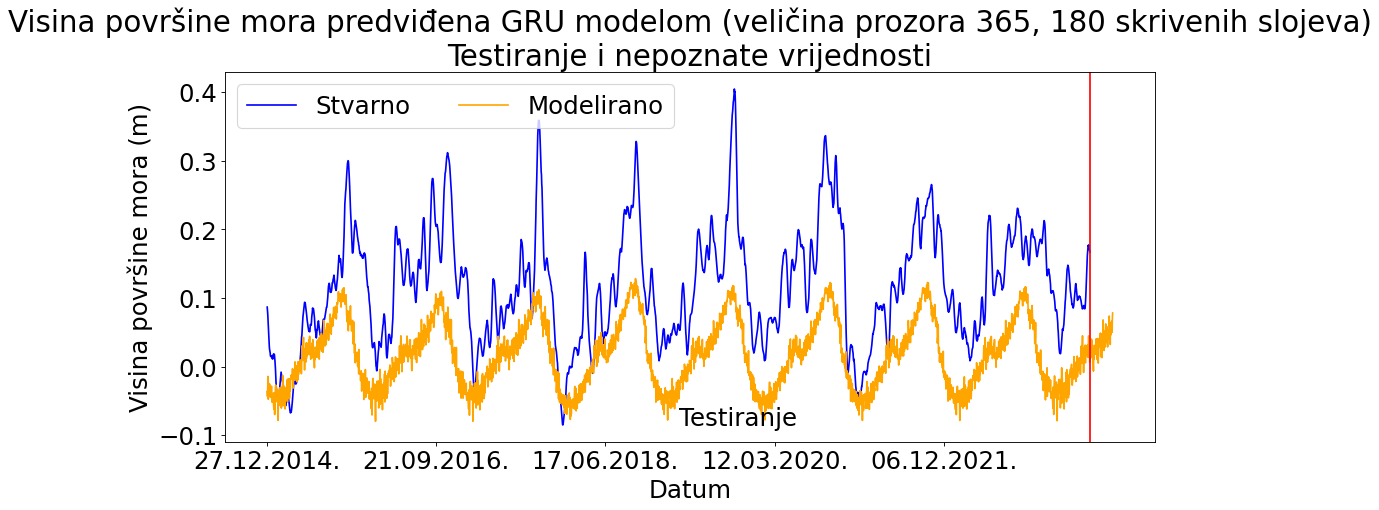 Visina površine mora predviđena GRU modelom (veličina prozora 365, 180 skrivenih slojeva)
Testiranje i nepoznate vrijednosti
Stvarno
Modelirano
Visina površine mora (m)
0.4
0.3
0.2
0.1
0.0
−0.1
Testiranje
27.12.2014.
21.09.2016.
17.06.2018.
12.03.2020.
06.12.2021.
Datum